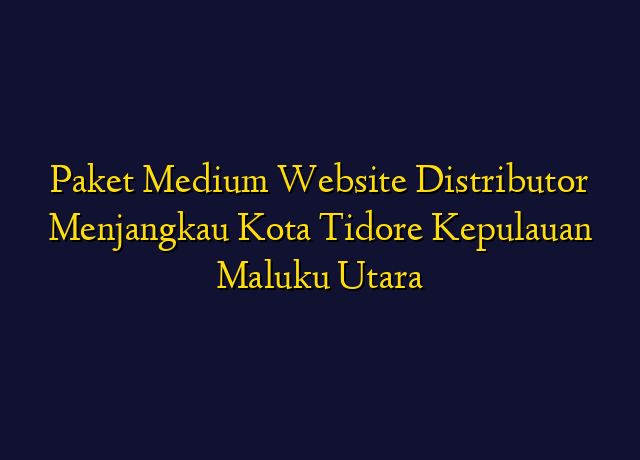 Paket Medium Website Distributor
Menjangkau Kota Tidore Kepulauan
Maluku Utara